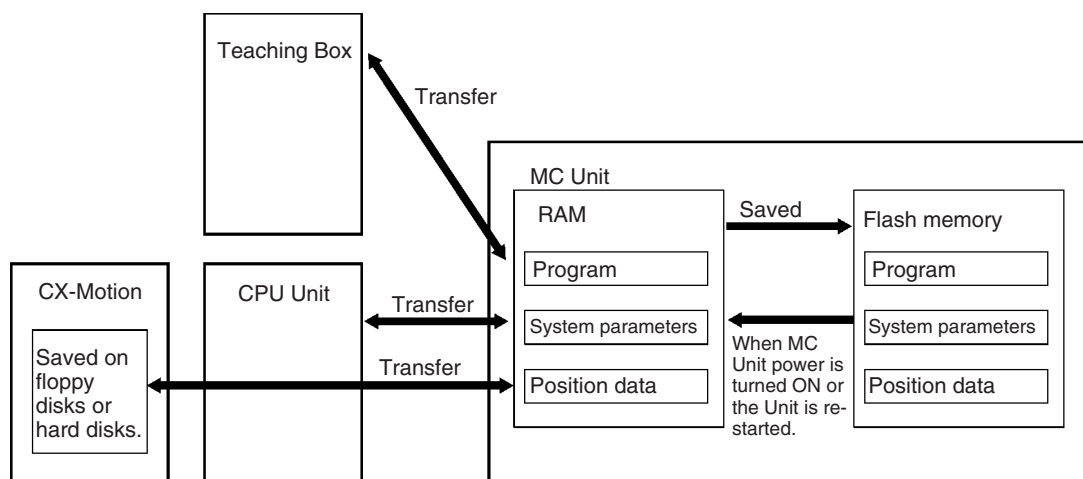 Teaching Box
Transfer
MC Unit
RAM
Saved
Flash memory
Program
Program
CX-Motion
CPU Unit
Transfer
System parameters
System parameters
Saved on
floppy
disks or
hard disks.
Transfer
When MC
Unit power is
turned ON or
the Unit is re-
started.
Position data
Position data